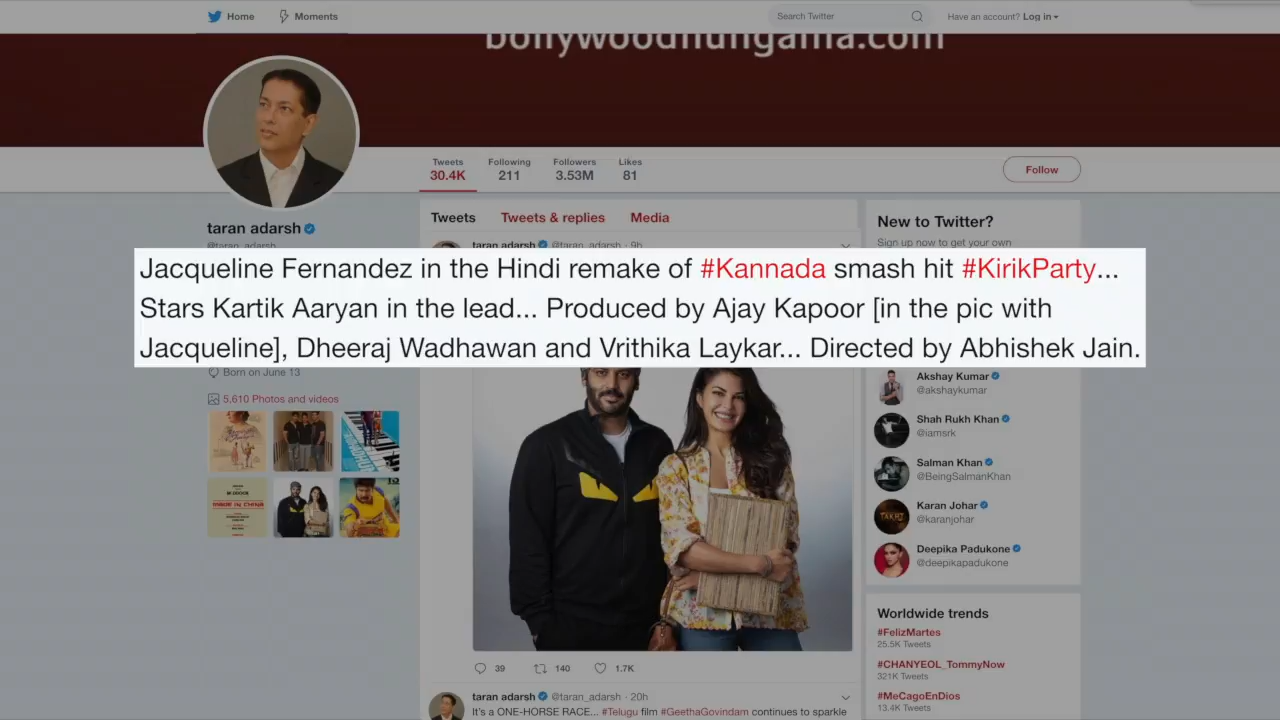 Home
Moments
Search Twitter
Have an account? Log in
bollywoodhungama.com
Tweets
30.4K
Following
211
Followers
3.53M
Likes
81
Follow
taran adarsh
@taran_adarsh
Tweets
Tweets & replies
Media
New to Twitter?
Sign up now to get your own
taran adarsh @taran_adarsh · 9h
Jacqueline Fernandez in the Hindi remake of #Kannada smash hit #KirikParty...
Stars Kartik Aaryan in the lead... Produced by Ajay Kapoor [in the pic with
Jacqueline], Dheeraj Wadhawan and Vrithika Laykar... Directed by Abhishek Jain.
Born on June 13
5,610 Photos and videos
MADE IN CHINA
Akshay Kumar
@akshaykumar
Shah Rukh Khan
@iamsrk
Salman Khan
@BeingSalmanKhan
Karan Johar
@karanjohar
TAKHT
Deepika Padukone
@deepikapadukone
Worldwide trends
#FelizMartes
25.5K Tweets
#CHANYEOL_TommyNow
321K Tweets
#MeCagoEnDios
13.4K Tweets
39
140
1.7K
taran adarsh @taran_adarsh · 20h
It's a ONE-HORSE RACE... #Telugu film #GeethaGovindam continues to sparkle